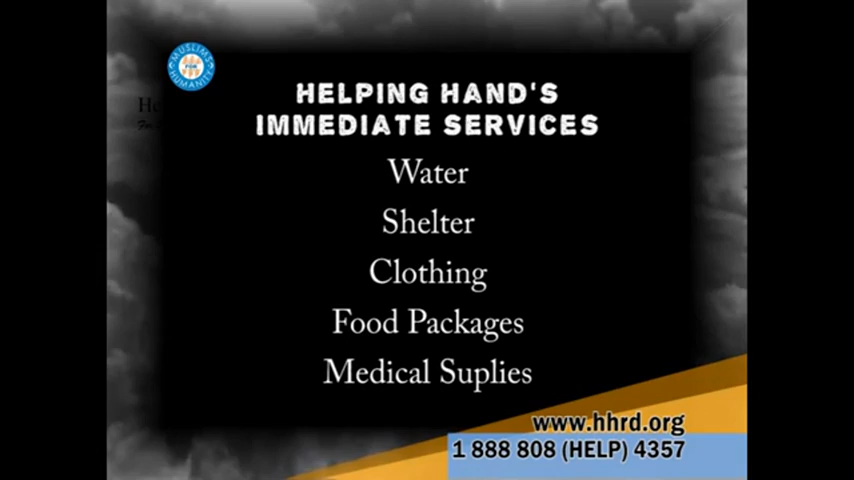 MUSLIMS
FOR
HUMANITY
HELPING HAND'S
IMMEDIATE SERVICES
Water
Shelter
Clothing
Food Packages
Medical Suplies
www.hhrd.org
1 888 808 (HELP) 4357